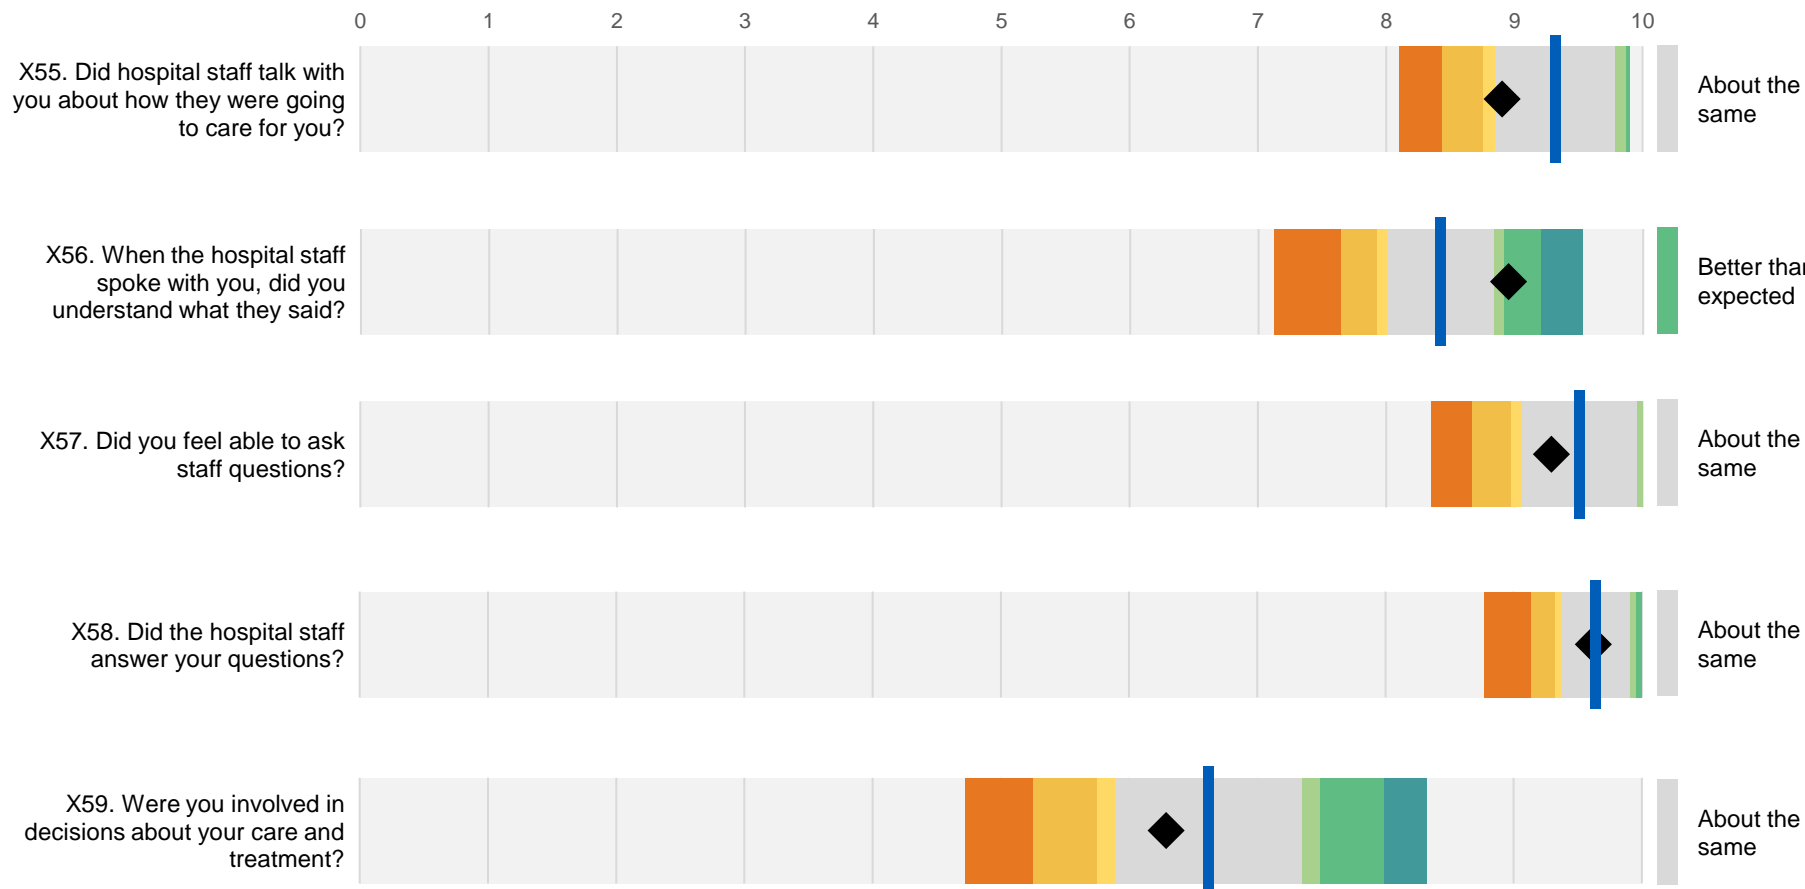 0 1 2 3 4 5 6 7 8 9 10
X55. Did hospital staff talk with
you about how they were going
to care for you?
About the
same
X56. When the hospital staff
spoke with you, did you
understand what they said?
Better than
expected
X57. Did you feel able to ask
staff questions?
About the
same
X58. Did the hospital staff
answer your questions?
About the
same
X59. Were you involved in
decisions about your care and
treatment?
About the
same